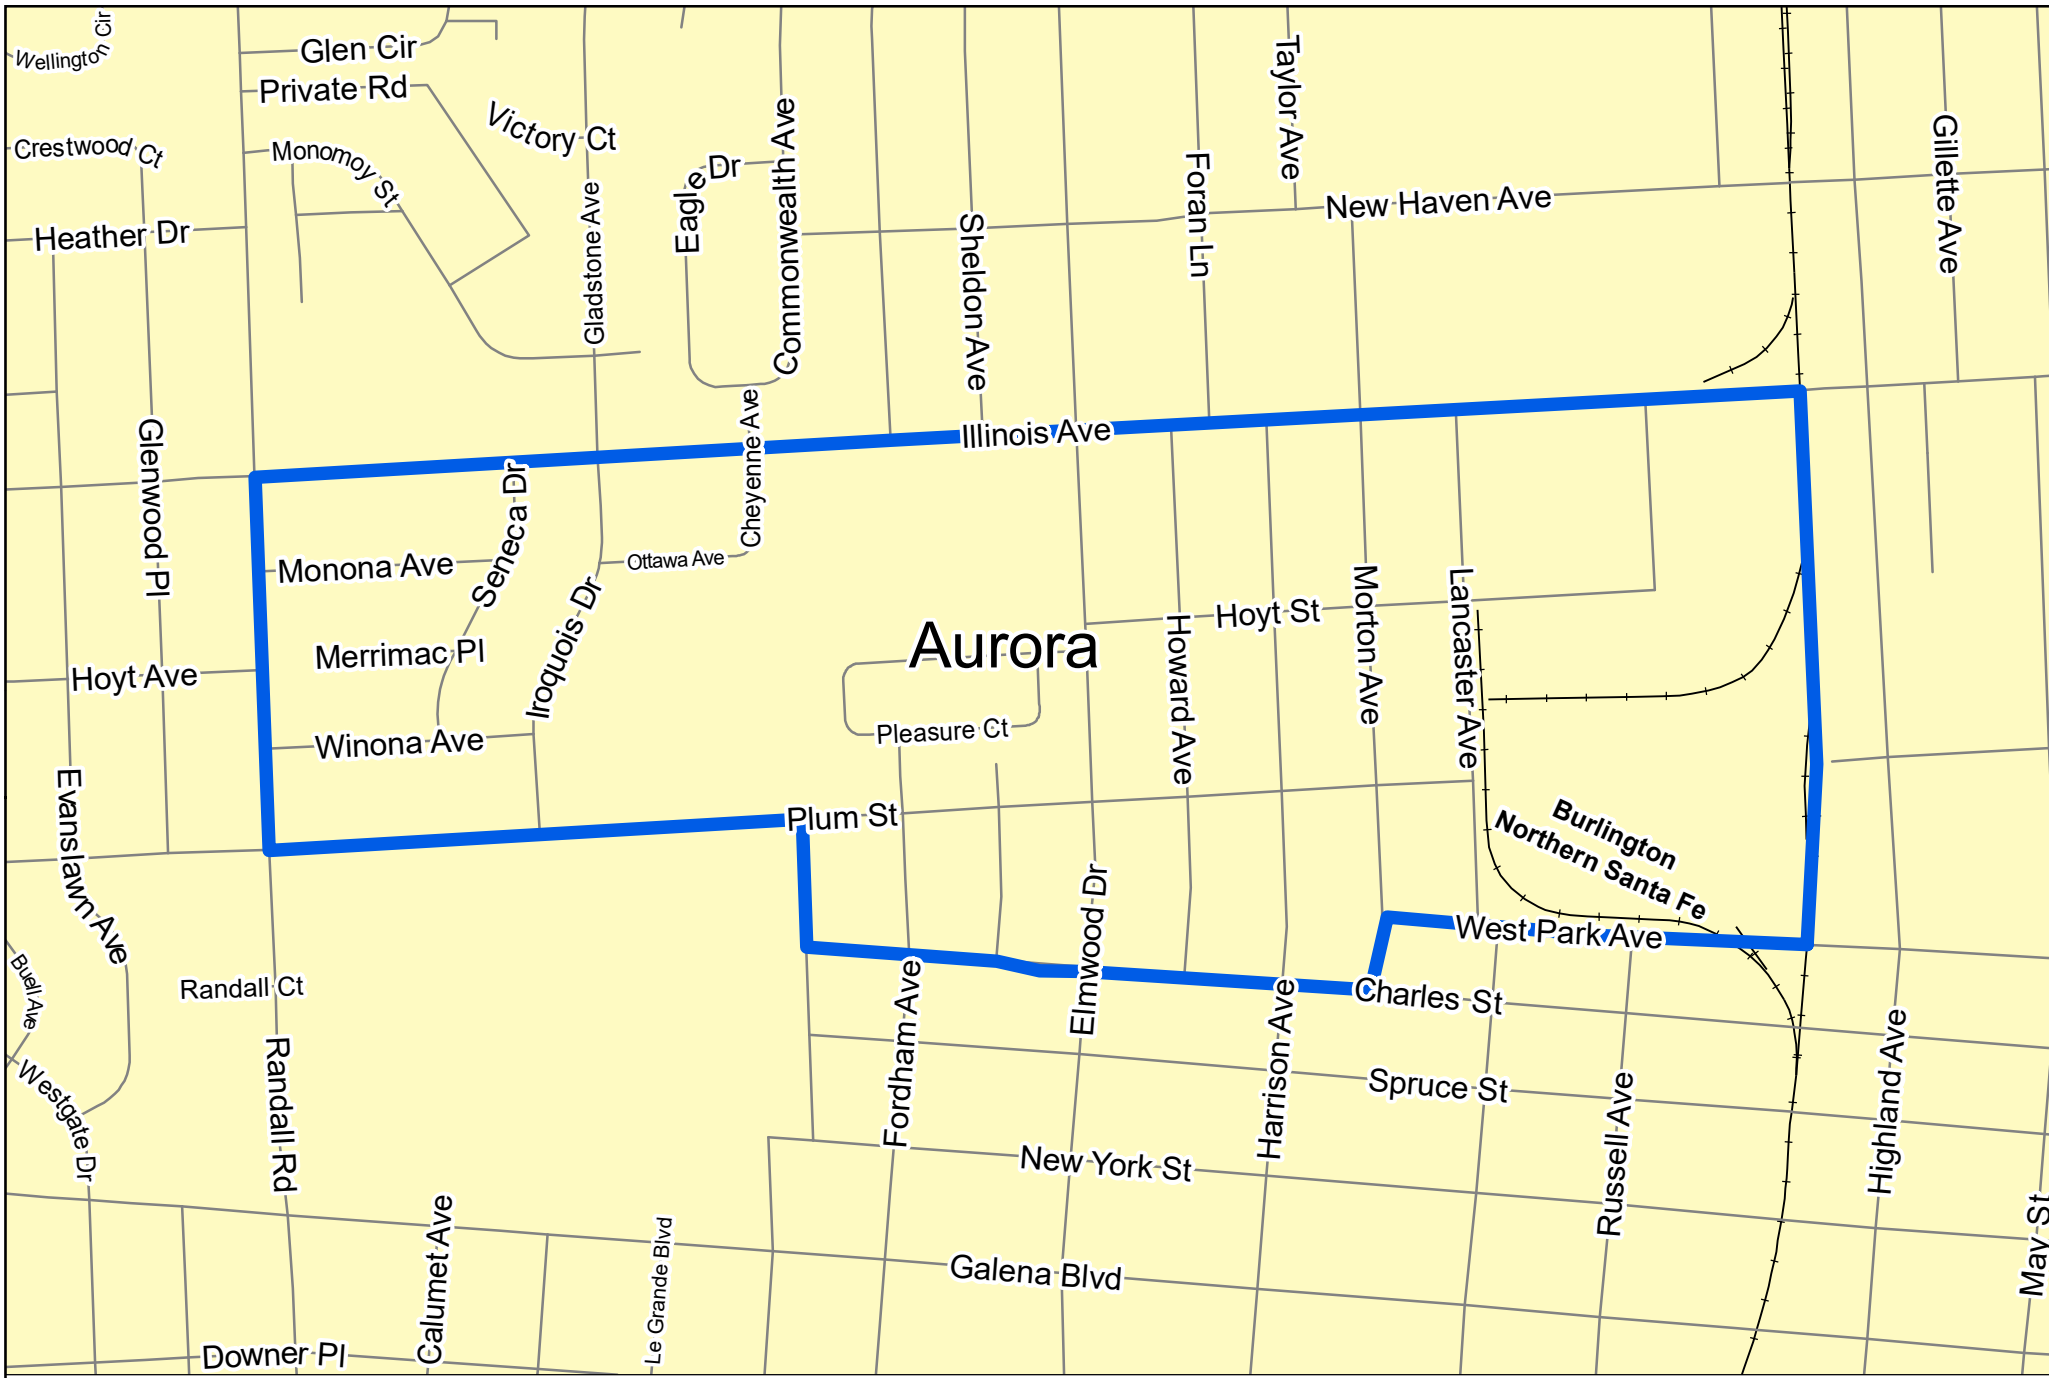 Wellington Cir
Glen Cir
Private Rd
Victory Ct
Taylor Ave
Crestwood Ct
Monomoy St
Eagle Dr
Commonwealth Ave
Foran Ln
Gillette Ave
Gladstone Ave
New Haven Ave
Heather Dr
Sheldon Ave
Glenwood Pl
Cheyenne Ave
Illinois Ave
Seneca Dr
Monona Ave
Ottawa Ave
Iroquois Dr
Hoyt St
Morton Ave
Lancaster Ave
Howard Ave
Aurora
Merrimac Pl
Hoyt Ave
Pleasure Ct
Winona Ave
Evanslawn Ave
Plum St
Burlington
Northern Santa Fe
Elmwood Dr
West Park Ave
Buell Ave
Randall Ct
Fordham Ave
Harrison Ave
Charles St
Highland Ave
Randall Rd
Westgate Dr
Spruce St
Russell Ave
New York St
Calumet Ave
Le Grande Blvd
Galena Blvd
May St
Downer Pl